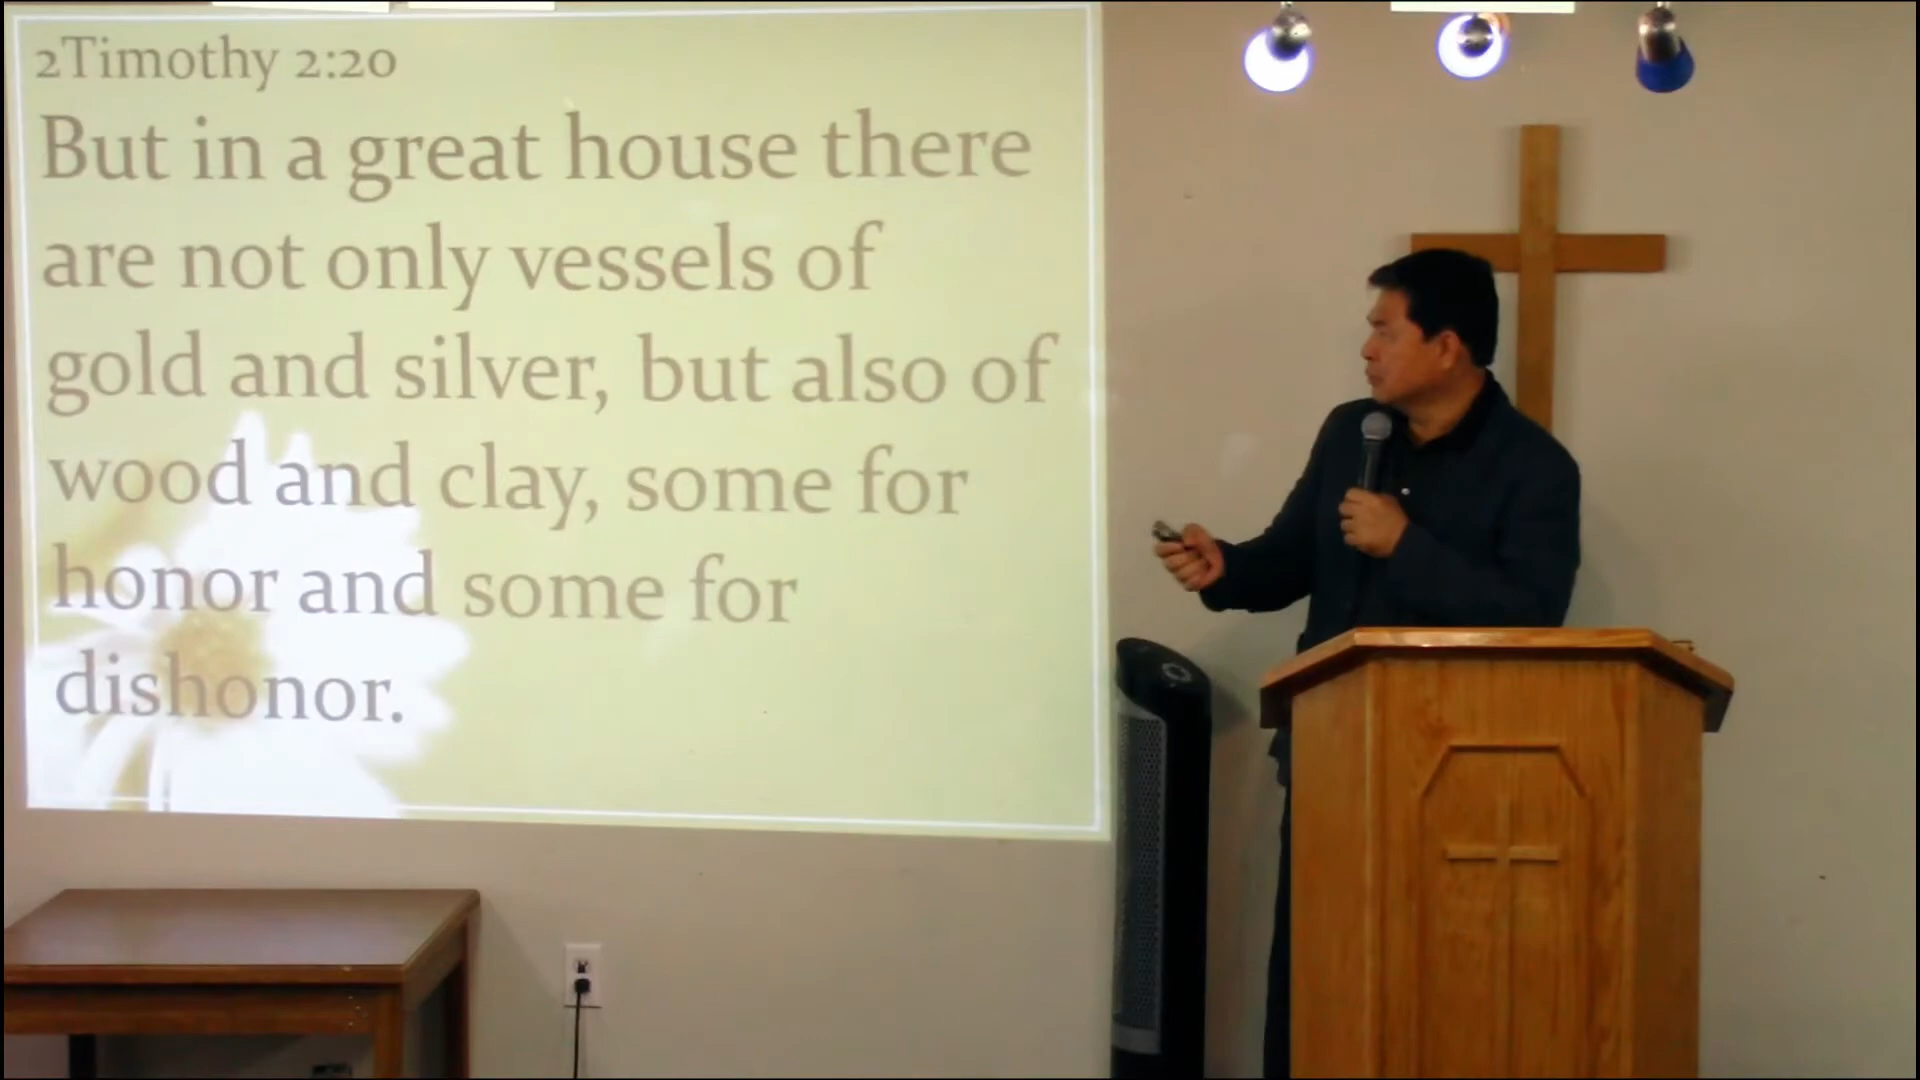 2Timothy 2:20
But in a great house there
are not only vessels of
gold and silver, but also of
wood and clay, some for
honor and some for
dishonor.